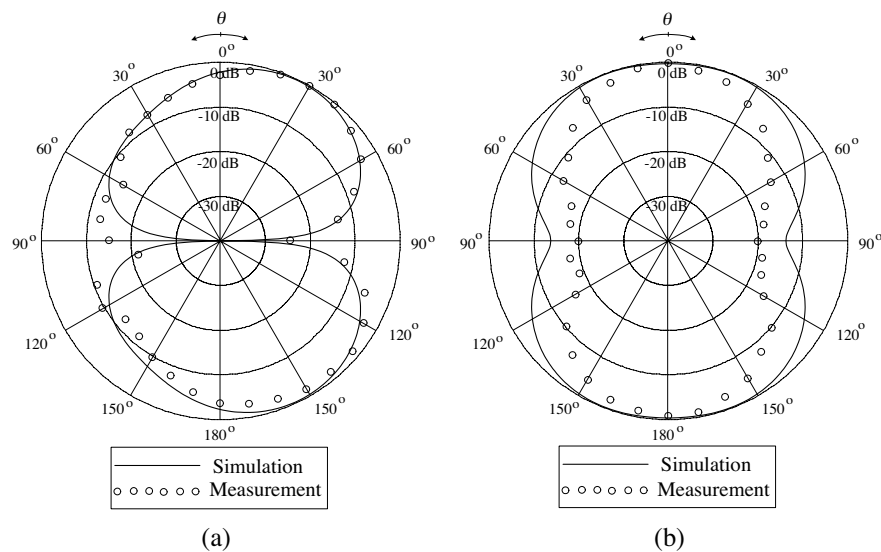 θ
0°
30°
30°
60°
60°
90°
90°
120°
120°
150°
150°
180°
0 dB
-10 dB
-20 dB
-30 dB
Simulation
Measurement
(a)
θ
0°
30°
30°
60°
60°
90°
90°
120°
120°
150°
150°
180°
0 dB
-10 dB
-20 dB
-30 dB
Simulation
Measurement
(b)